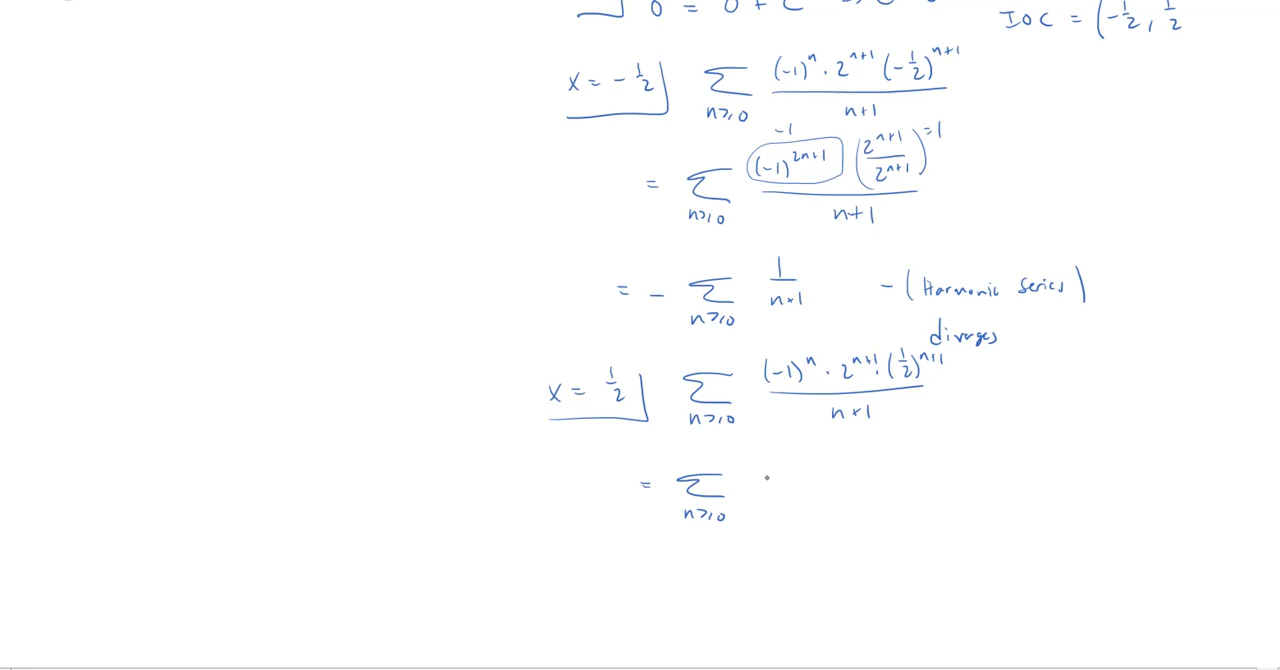 0 = 0 + C
IOC = (-1/2, 1/2
x = -1/2 ∑ n≥0 (-1)^n · 2^(n+1) (-1/2)^(n+1) / n+1
= ∑ n≥0 (-1)^(2n+1) -1 (2^(n+1) / 2^(n+1)) = 1 / n+1
= - ∑ n≥0 1 / n+1 - (Harmonic Series)
diverges
x = 1/2 ∑ n≥0 (-1)^n · 2^(n+1) · (1/2)^(n+1) / n+1
= ∑ n≥0